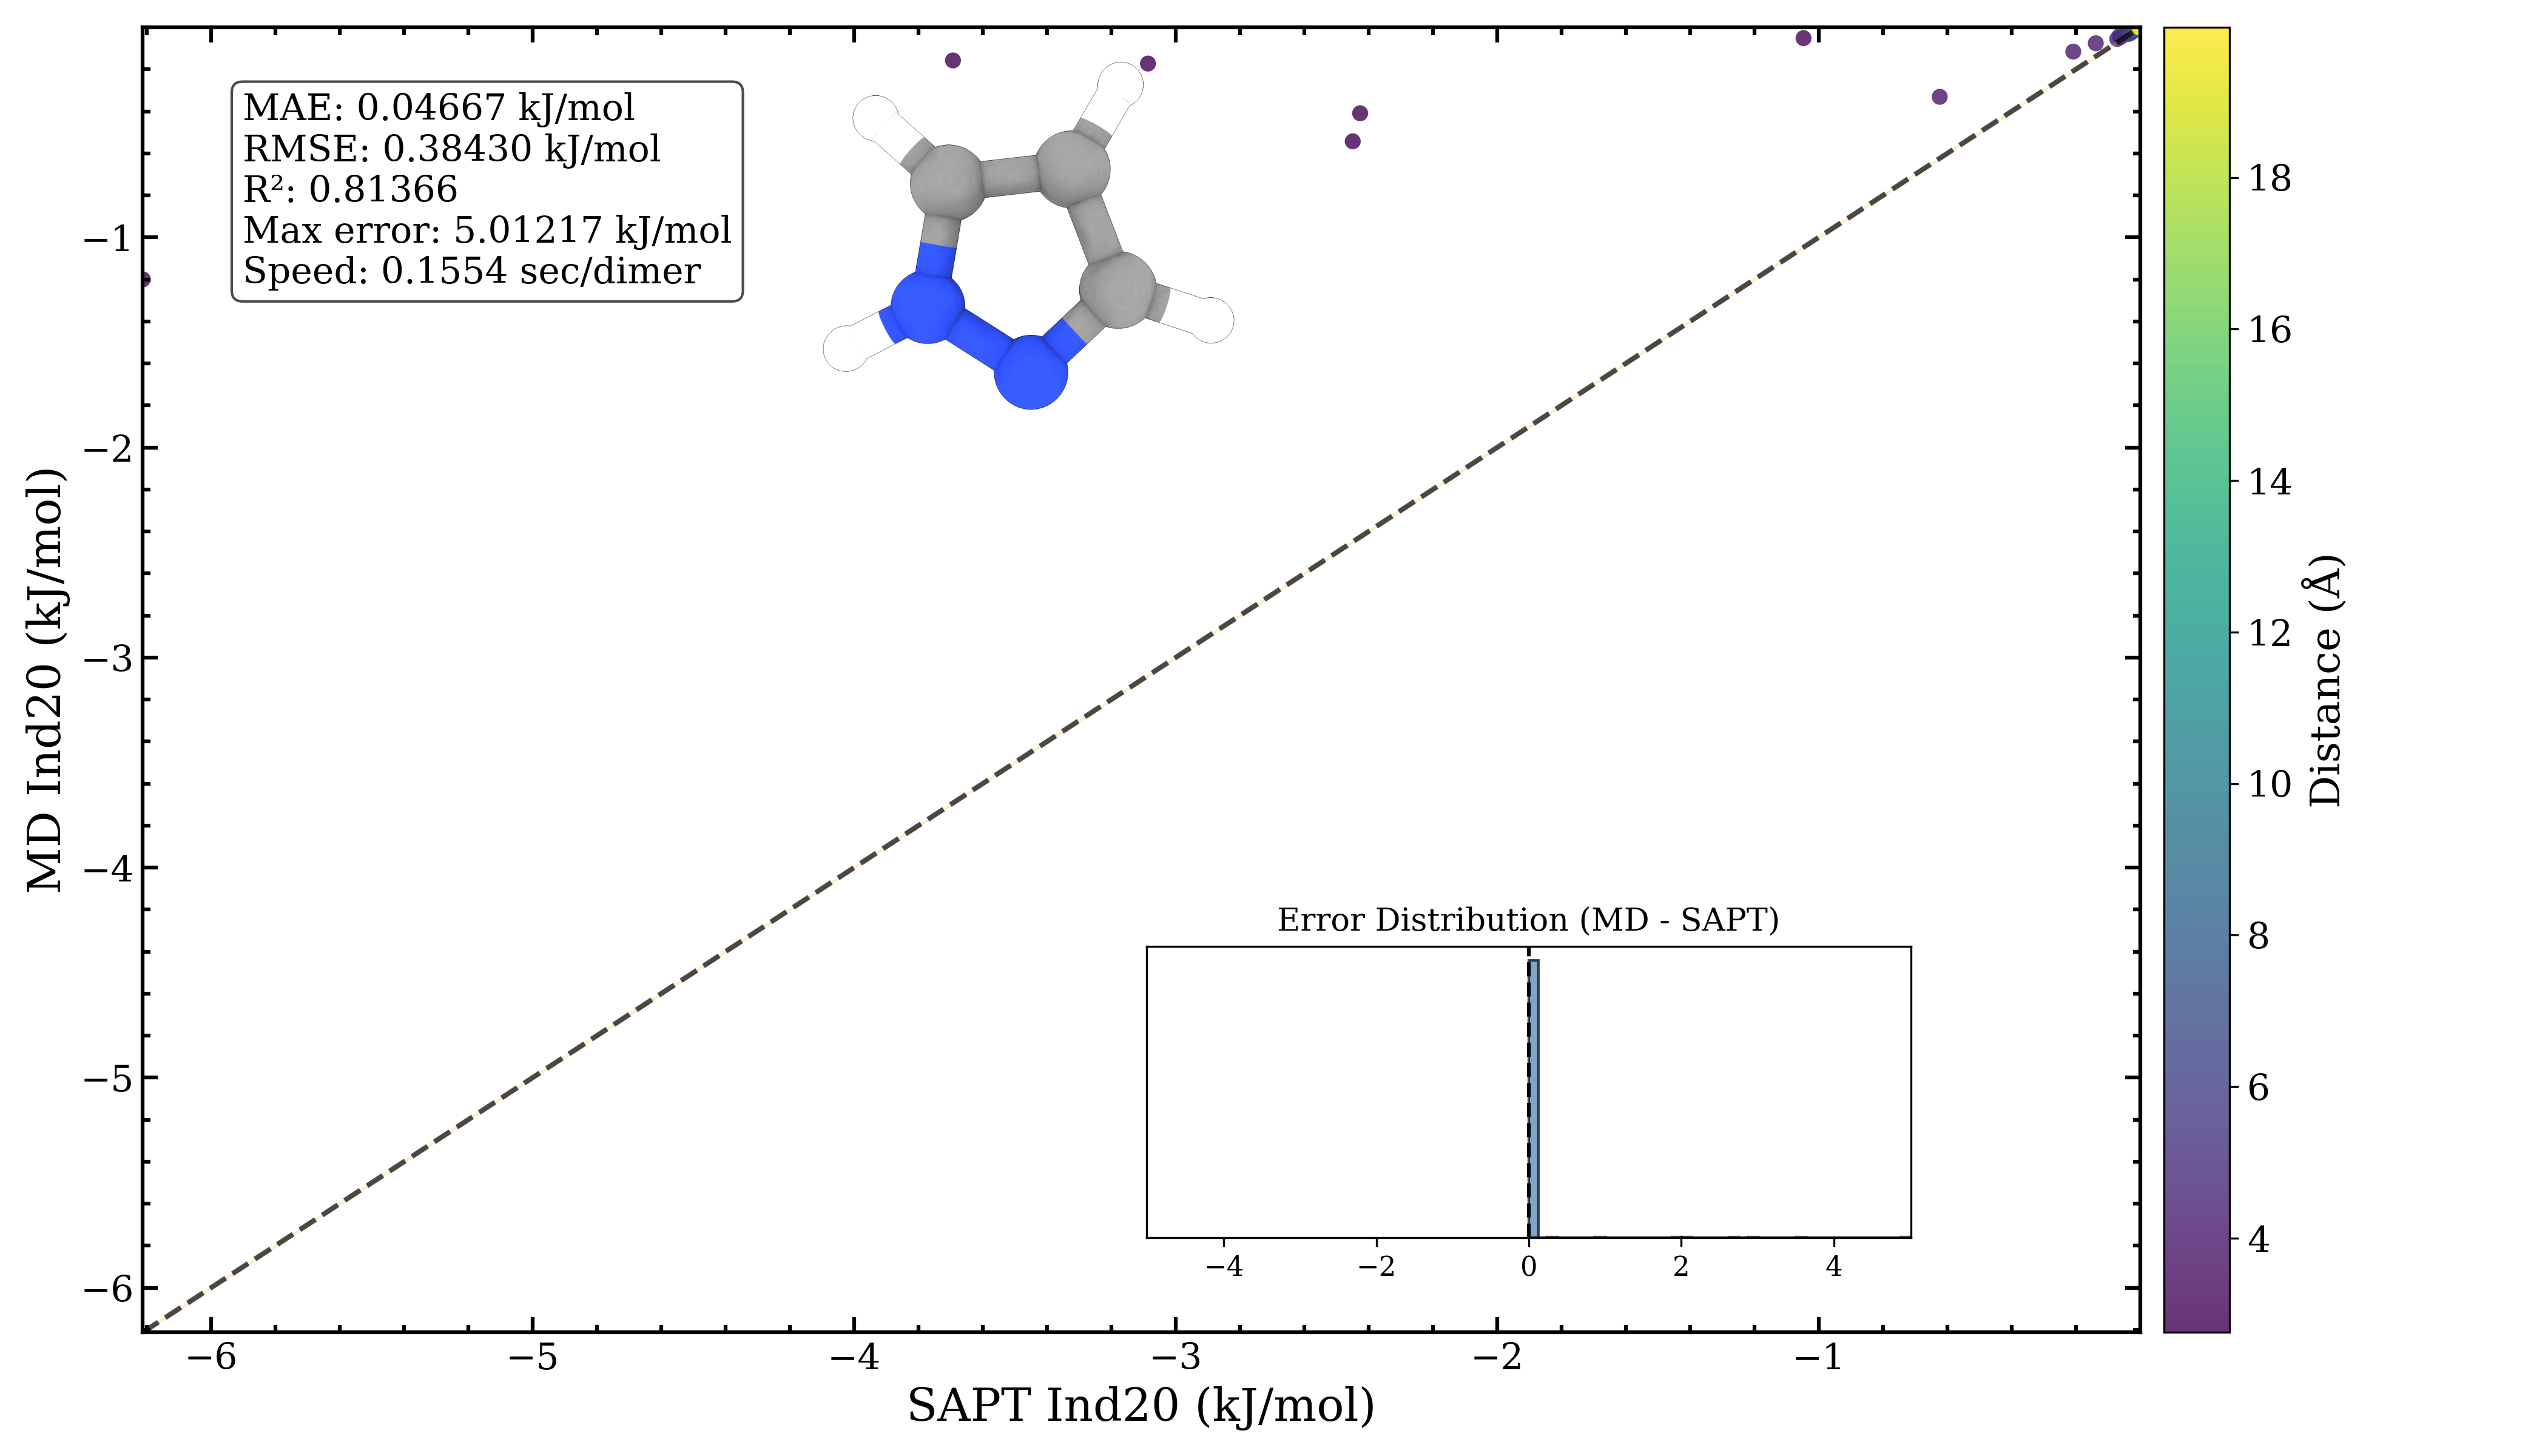 MAE: 0.04667 kJ/mol
RMSE: 0.38430 kJ/mol
R²: 0.81366
Max error: 5.01217 kJ/mol
Speed: 0.1554 sec/dimer
−1
−2
−3
−4
−5
−6
MD Ind20 (kJ/mol)
−6
−5
−4
−3
−2
−1
SAPT Ind20 (kJ/mol)
Error Distribution (MD - SAPT)
−4
−2
0
2
4
18
16
14
12
10
8
6
4
Distance (Å)